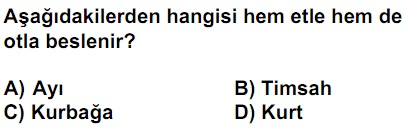 Aşağıdakilerden hangisi hem etle hem de
otla beslenir?
A) Ayı B) Timsah
C) Kurbağa D) Kurt